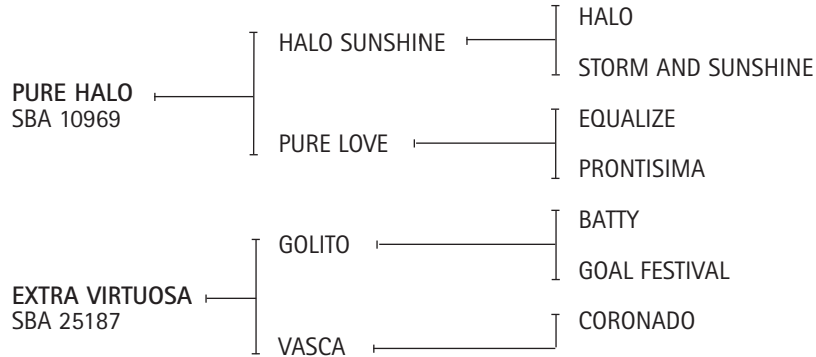 HALO
HALO SUNSHINE
STORM AND SUNSHINE
PURE HALO
SBA 10969
EQUALIZE
PURE LOVE
PRONTISIMA
BATTY
GOLITO
GOAL FESTIVAL
EXTRA VIRTUOSA
SBA 25187
CORONADO
VASCA